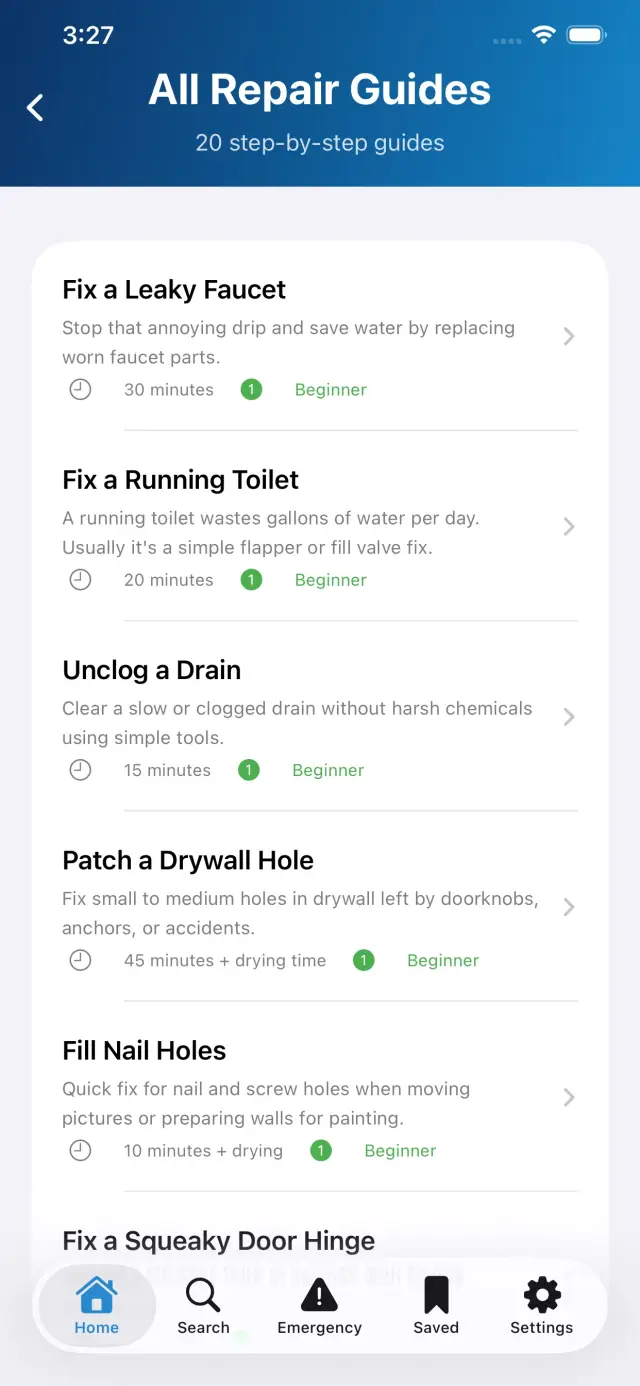 3:27
All Repair Guides
20 step-by-step guides
Fix a Leaky Faucet
Stop that annoying drip and save water by replacing
worn faucet parts.
30 minutes 1 Beginner
Fix a Running Toilet
A running toilet wastes gallons of water per day.
Usually it's a simple flapper or fill valve fix.
20 minutes 1 Beginner
Unclog a Drain
Clear a slow or clogged drain without harsh chemicals
using simple tools.
15 minutes 1 Beginner
Patch a Drywall Hole
Fix small to medium holes in drywall left by doorknobs,
anchors, or accidents.
45 minutes + drying time 1 Beginner
Fill Nail Holes
Quick fix for nail and screw holes when moving
pictures or preparing walls for painting.
10 minutes + drying 1 Beginner
Fix a Squeaky Door Hinge
Home Search Emergency Saved Settings